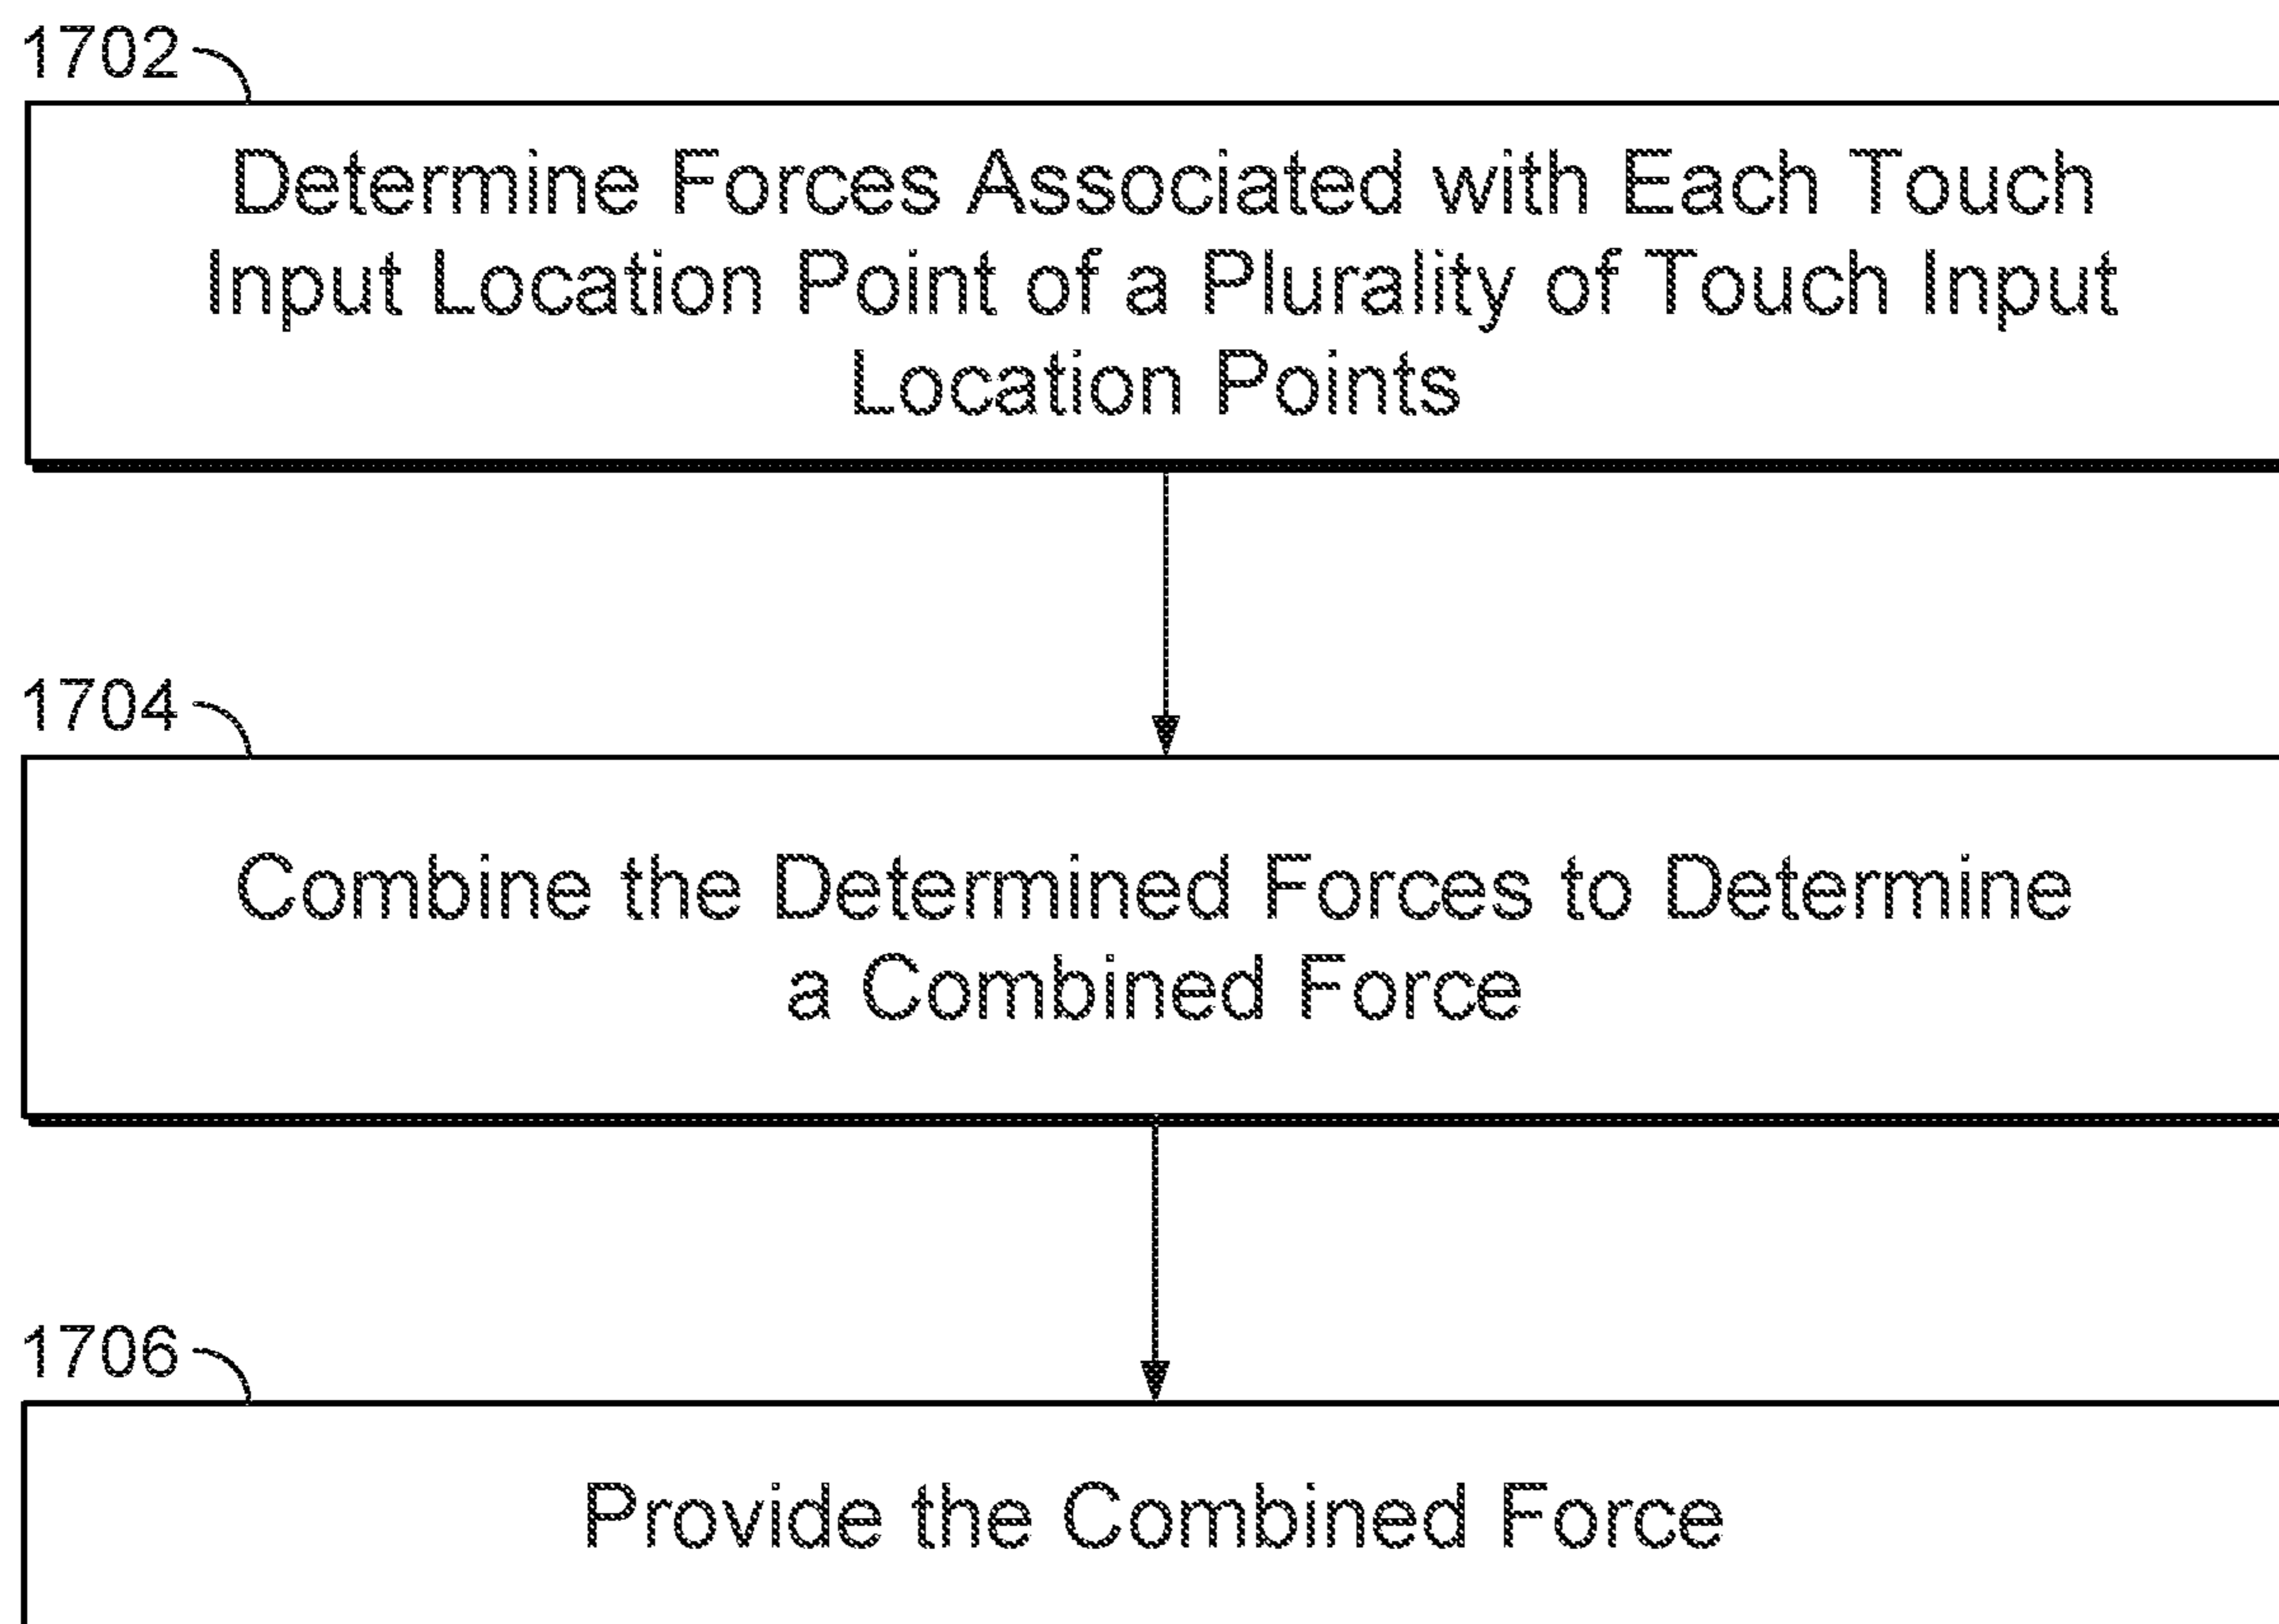 1702
Determine Forces Associated with Each Touch
Input Location Point of a Plurality of Touch Input
Location Points
1704
Combine the Determined Forces to Determine
a Combined Force
1706
Provide the Combined Force